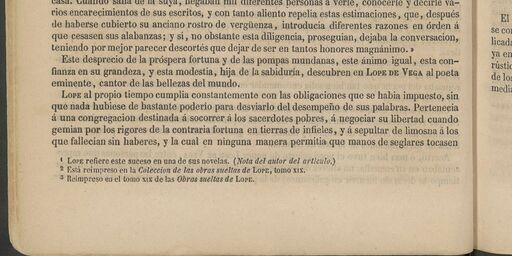 casa. Cuando salia de la suya, llegaban mil diferentes personas á verle, conocerle y decirle va-
rios encarecimientos de sus escritos, y con tanto aliento repelia estas estimaciones, que, después
de haberse cubierto su anciano rostro de vergüenza, introducia diferentes razones en órden á
que cesasen sus alabanzas; y si, no obstante esta diligencia, proseguian, dejaba la conversacion,
teniendo por mejor parecer descortés que dejar de ser en tantos honores magnánimo.»
Este desprecio de la próspera fortuna y de las pompas mundanas, este ánimo igual, esta con-
fianza en su grandeza, y esta modestia, hija de la sabiduría, descubren en LOPE DE VEGA al poeta
eminente, cantor de las bellezas del mundo.
LOPE al propio tiempo cumplia constantemente con las obligaciones que se habia impuesto, sin
que nada hubiese de bastante poderio para desviarlo del desempeño de sus palabras. Pertenecía
á una congregacion destinada á socorrer á los sacerdotes pobres, á negociar su libertad cuando
gemian por los rigores de la contraria fortuna en tierras de infieles, y á sepultar de limosna á los
que fallecian sin haberes, y la cual en ninguna manera permitia que manos de seglares tocasen
¹ LOPE refiere este suceso en una de sus novelas. (Nota del autor del artículo.)
² Está reimpreso en la Coleccion de las obras sueltas de LOPE, tomo XIX.
³ Reimpreso en el tomo XIX de las Obras sueltas de LOPE.
El
se con
licada
ya en
rústic
de los
media